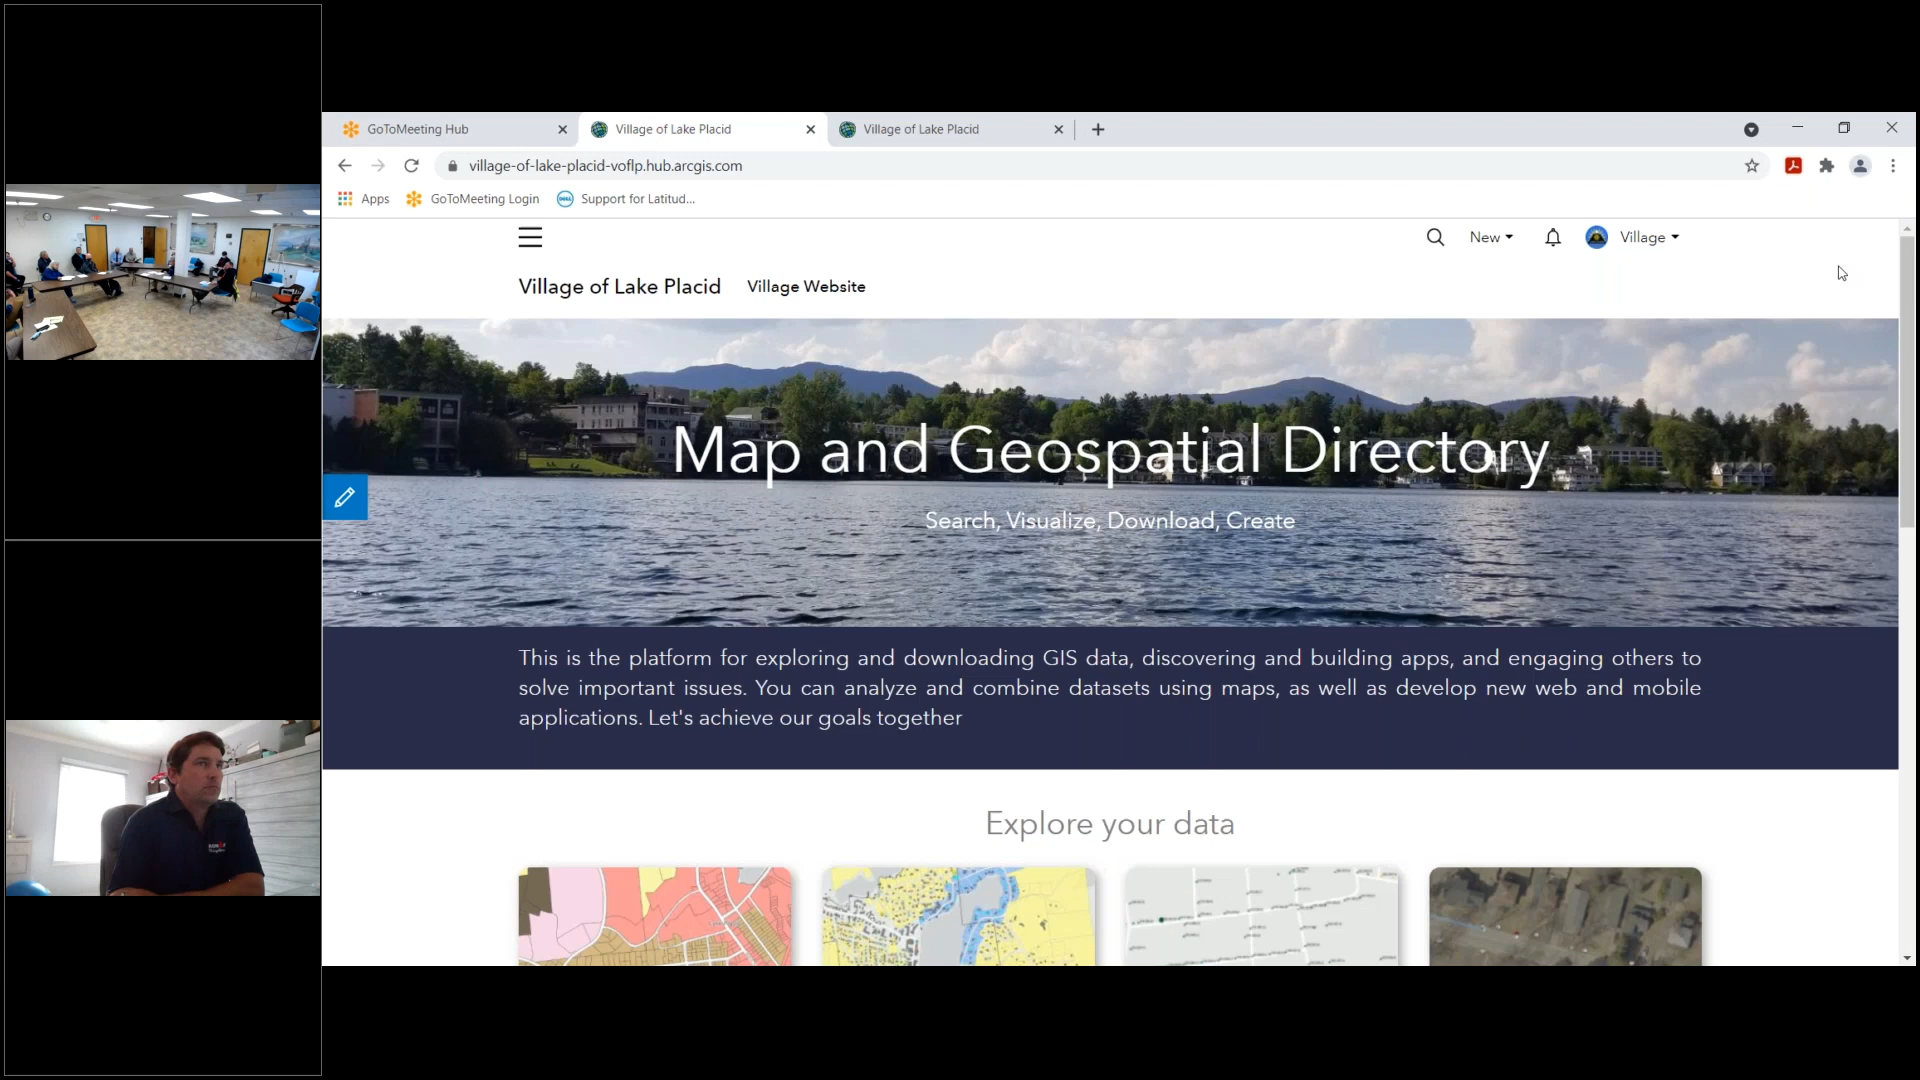 GoToMeeting Hub
Village of Lake Placid
Village of Lake Placid
village-of-lake-placid-voflp.hub.arcgis.com
Apps
GoToMeeting Login
DELL
Support for Latitud...
New
Village
Village of Lake Placid
Village Website
Map and Geospatial Directory
Search, Visualize, Download, Create
This is the platform for exploring and downloading GIS data, discovering and building apps, and engaging others to
solve important issues. You can analyze and combine datasets using maps, as well as develop new web and mobile
applications. Let's achieve our goals together
Explore your data